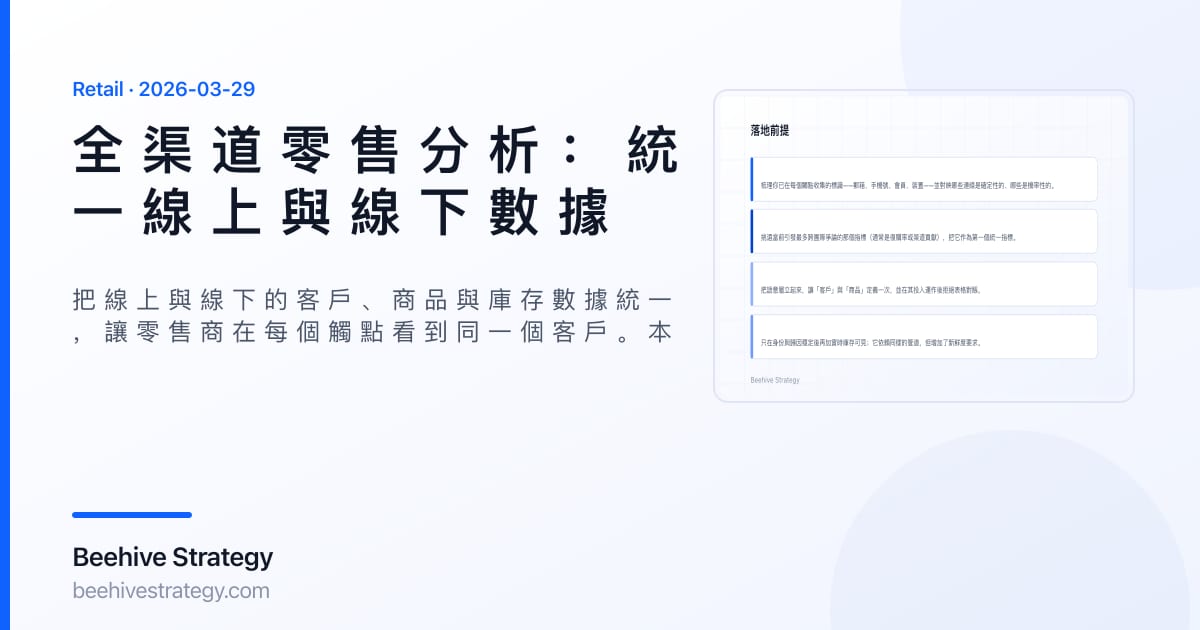 Retail · 2026-03-29
全渠道零售分析： 統
一線上與線下數據
把線上與線下的客戶、商品與庫存數據統一
，讓零售商在每個觸點看到同一個客戶。本
落地前提
梳理你已在每個觸點收集的標識——郵箱、手機號、會員、裝置——並對映哪些連線是確定性的、哪些是機率性的。
挑選當前引發最多跨團隊爭論的那個指標（通常是復購率或渠道貢獻），把它作為第一個統一指標。
把語意層立起來，讓「客戶」與「商品」定義一次，並在其投入運作後拒絕表格對賬。
只在身份與歸因穩定後再加實時庫存可見：它依賴同樣的管道，但增加了新鮮度要求。
Beehive Strategy
Beehive Strategy
beehivestrategy.com